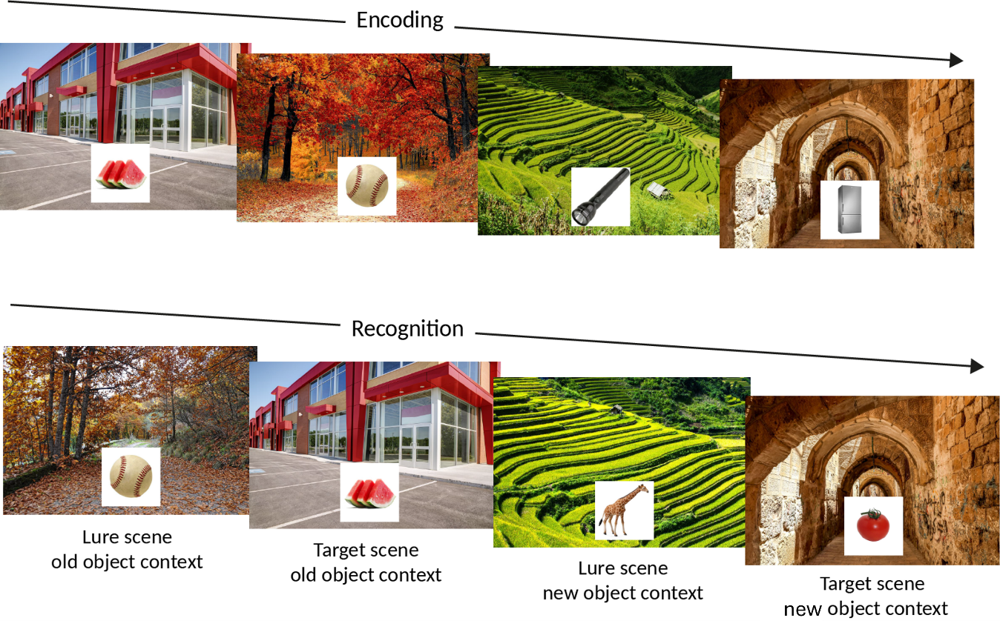 Encoding
Recognition
Lure scene
old object context
Target scene
old object context
Lure scene
new object context
Target scene
new object context